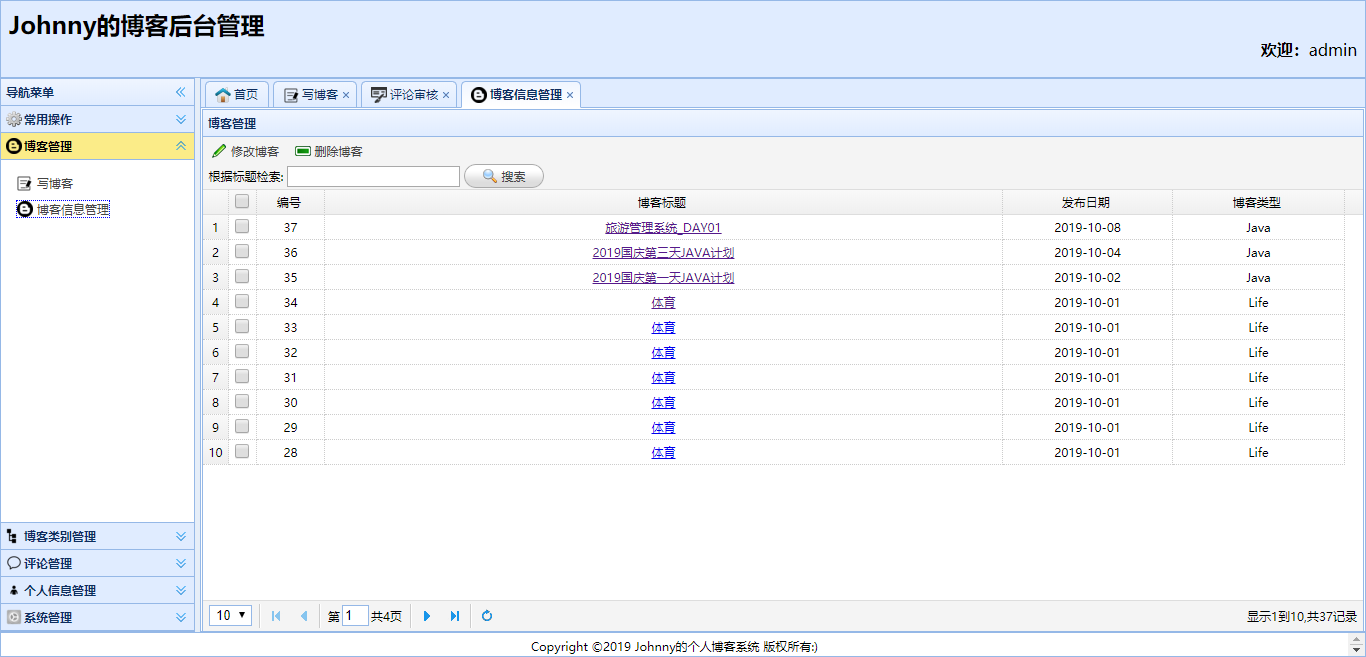 Johnny的博客后台管理
欢迎：admin
导航菜单
常用操作
博客管理
写博客
博客信息管理
博客类别管理
评论管理
个人信息管理
系统管理
首页 写博客 评论审核 博客信息管理
博客管理
修改博客 删除博客
根据标题检索: 搜索
编号 博客标题 发布日期 博客类型
1 37 旅游管理系统_DAY01 2019-10-08 Java
2 36 2019国庆第三天JAVA计划 2019-10-04 Java
3 35 2019国庆第一天JAVA计划 2019-10-02 Java
4 34 体育 2019-10-01 Life
5 33 体育 2019-10-01 Life
6 32 体育 2019-10-01 Life
7 31 体育 2019-10-01 Life
8 30 体育 2019-10-01 Life
9 29 体育 2019-10-01 Life
10 28 体育 2019-10-01 Life
10 第 1 共4页 显示1到10,共37记录
Copyright ©2019 Johnny的个人博客系统 版权所有:)